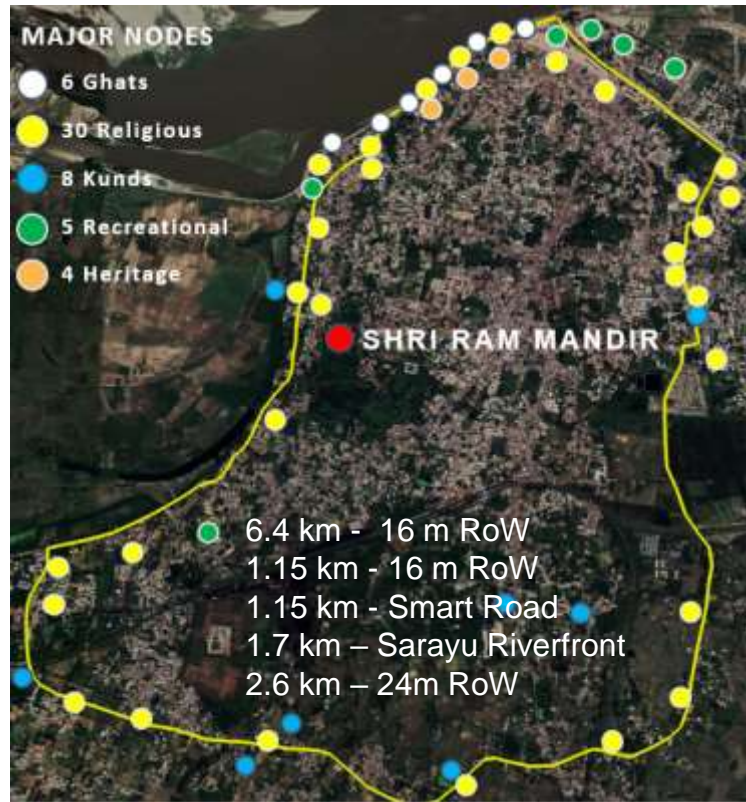 MAJOR NODES
6 Ghats
30 Religious
8 Kunds
5 Recreational
4 Heritage
SHRI RAM MANDIR
6.4 km - 16 m RoW
1.15 km - 16 m RoW
1.15 km - Smart Road
1.7 km – Sarayu Riverfront
2.6 km – 24m RoW